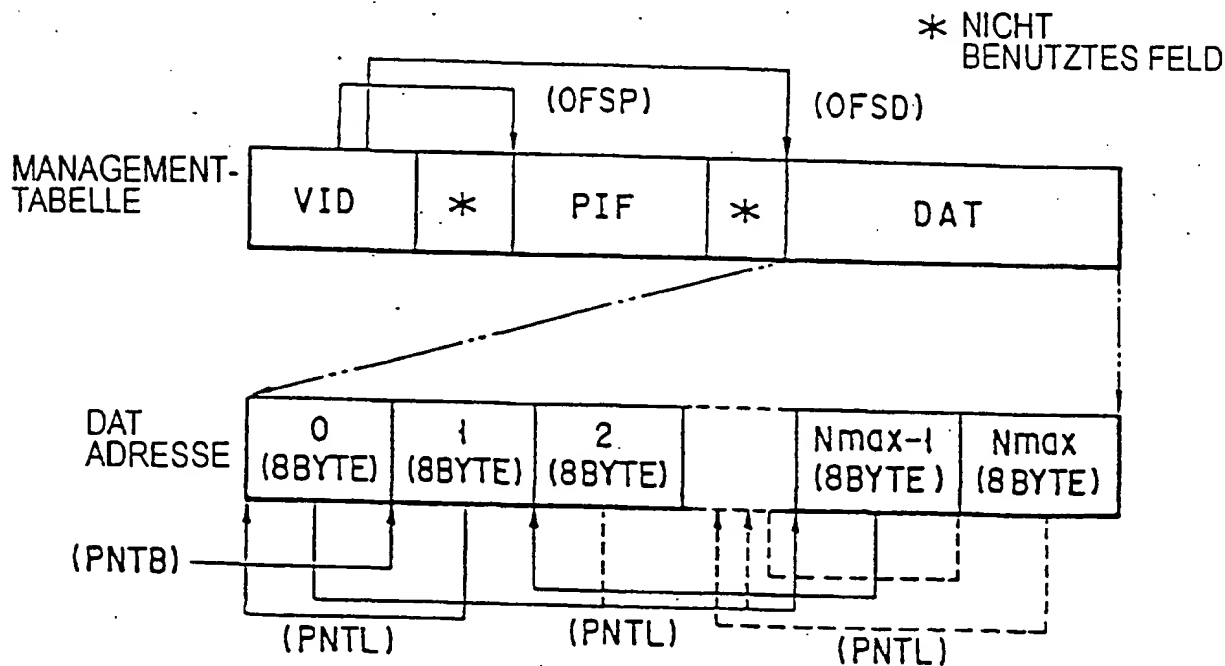 * NICHT
BENUTZTES FELD
(OFSP)
(OFSD)
MANAGEMENT-
TABELLE
VID
*
PIF
*
DAT
DAT
ADRESSE
0
(8BYTE)
1
(8BYTE)
2
(8BYTE)
Nmax-1
(8BYTE)
Nmax
(8BYTE)
(PNTB)
(PNTL)
(PNTL)
(PNTL)